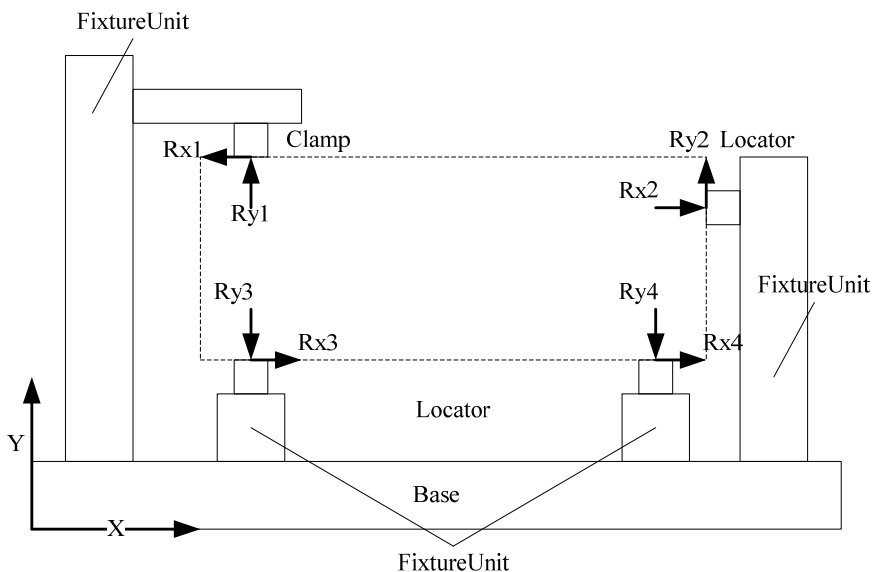 FixtureUnit
Rx1
Clamp
Ry2 Locator
Rx2
Ry1
Ry3
Ry4
FixtureUnit
Rx3
Rx4
Locator
Y
Base
X
FixtureUnit